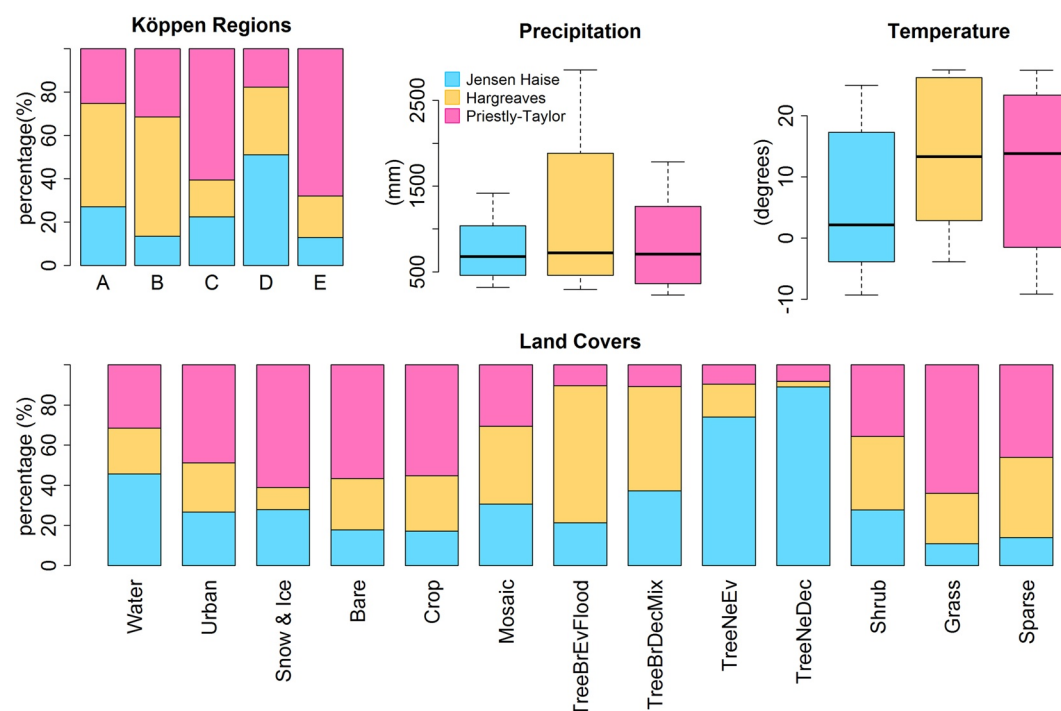 Köppen Regions
percentage(%)
0 20 40 60 80
A B C D E
Precipitation
(mm)
500 1500 2500
Jensen Haise
Hargreaves
Priestly-Taylor
Temperature
(degrees)
-10 0 10 20
Land Covers
percentage (%)
0 20 40 60 80
Water
Urban
Snow & Ice
Bare
Crop
Mosaic
TreeBrEvFlood
TreeBrDecMix
TreeNeEv
TreeNeDec
Shrub
Grass
Sparse